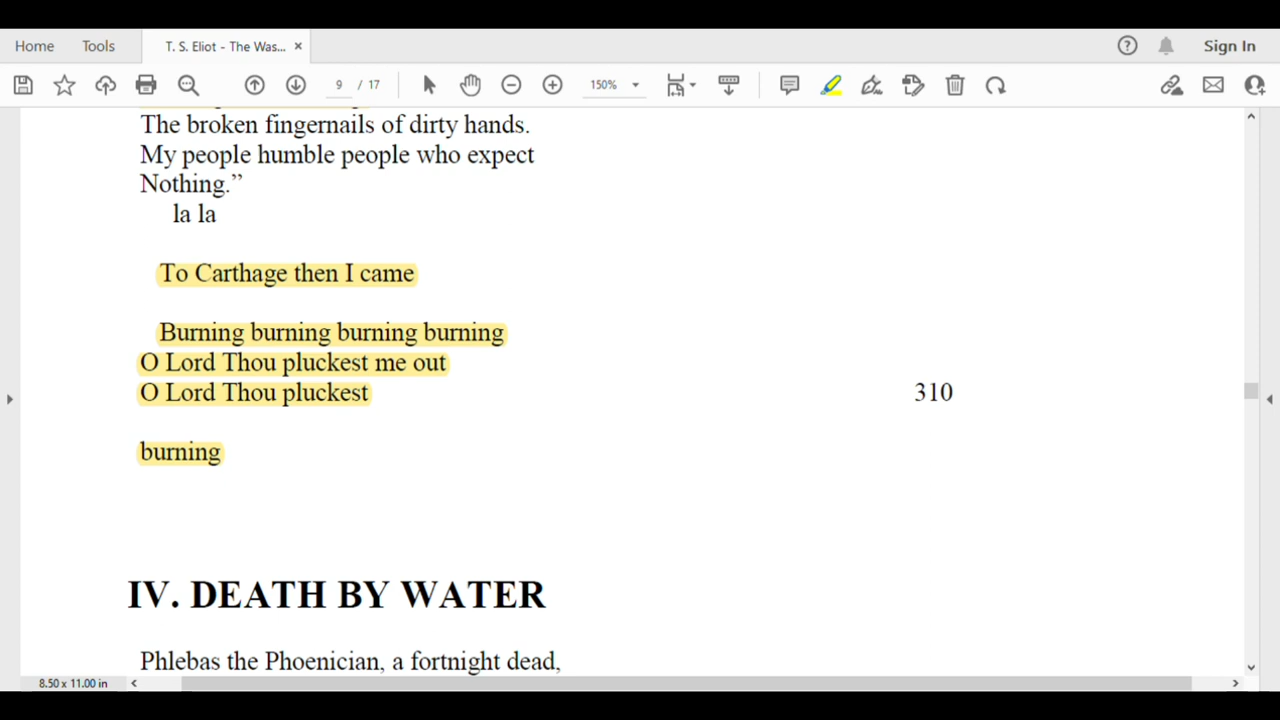 Home Tools T. S. Eliot - The Was... × ? Sign In
9 / 17 150%
The broken fingernails of dirty hands.
My people humble people who expect
Nothing.”
la la
To Carthage then I came
Burning burning burning burning
O Lord Thou pluckest me out
O Lord Thou pluckest 310
burning
IV. DEATH BY WATER
Phlebas the Phoenician, a fortnight dead,
8.50 x 11.00 in